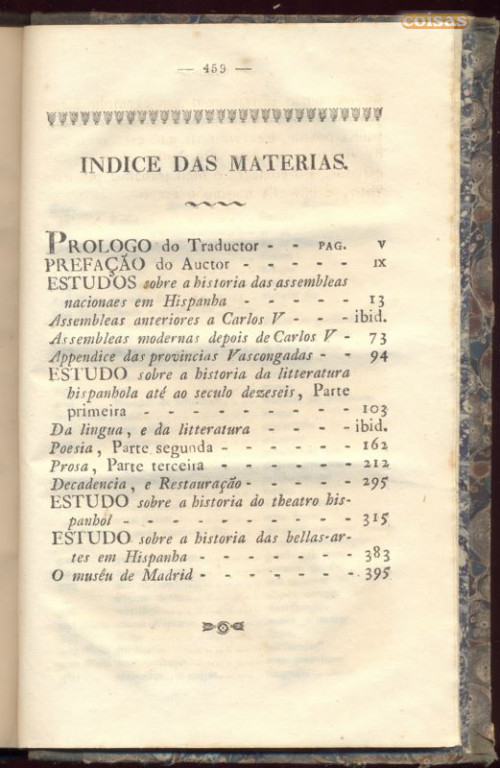 coisas
— 459 —
INDICE DAS MATERIAS.
PROLOGO do Traductor - - PAG. V
PREFAÇÃO do Auctor - - - - - IX
ESTUDOS sobre a historia das assembleas
nacionaes em Hispanha - - - - - 13
Assembleas anteriores a Carlos V - - - ibid.
Assembleas modernas depois de Carlos V - 73
Appendice das provincias Vascongadas - - 94
ESTUDO sobre a historia da litteratura
hispanhola até ao seculo dezeseis, Parte
primeira - - - - - - - - 103
Da lingua, e da litteratura - - - - ibid.
Poesia, Parte segunda - - - - - - 162
Prosa, Parte terceira - - - - - - 212
Decadencia, e Restauração - - - - - 295
ESTUDO sobre a historia do theatro his-
panhol - - - - - - - - - 315
ESTUDO sobre a historia das bellas-ar-
tes em Hispanha - - - - - - - 383
O muséu de Madrid - - - - - - - 395